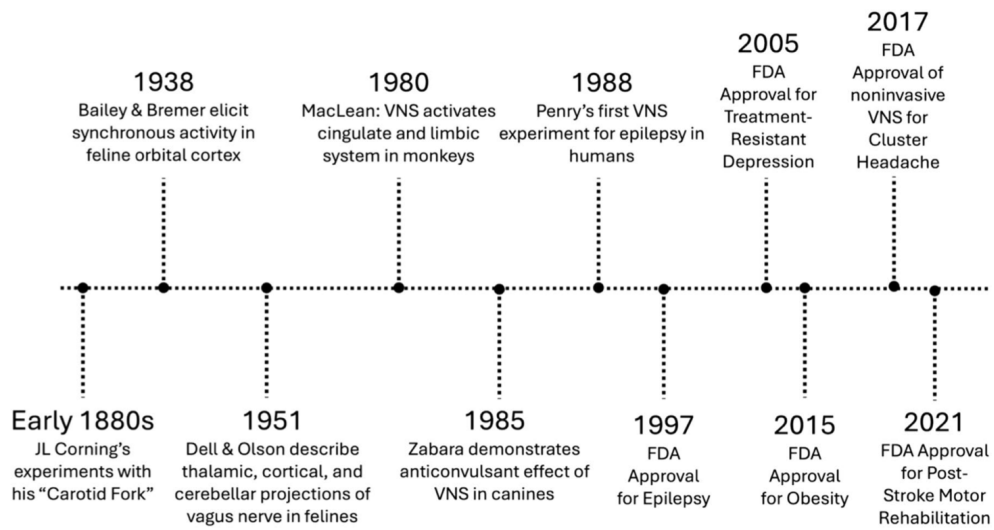 1938
Bailey & Bremer elicit
synchronous activity in
feline orbital cortex
1980
MacLean: VNS activates
cingulate and limbic
system in monkeys
1988
Penry's first VNS
experiment for epilepsy in
humans
2005
FDA
Approval for
Treatment-
Resistant
Depression
2017
FDA
Approval of
noninvasive
VNS for
Cluster
Headache
Early 1880s
JL Corning's
experiments with
his "Carotid Fork"
1951
Dell & Olson describe
thalamic, cortical, and
cerebellar projections of
vagus nerve in felines
1985
Zabara demonstrates
anticonvulsant effect of
VNS in canines
1997
FDA
Approval
for Epilepsy
2015
FDA
Approval
for Obesity
2021
FDA Approval
for Post-
Stroke Motor
Rehabilitation